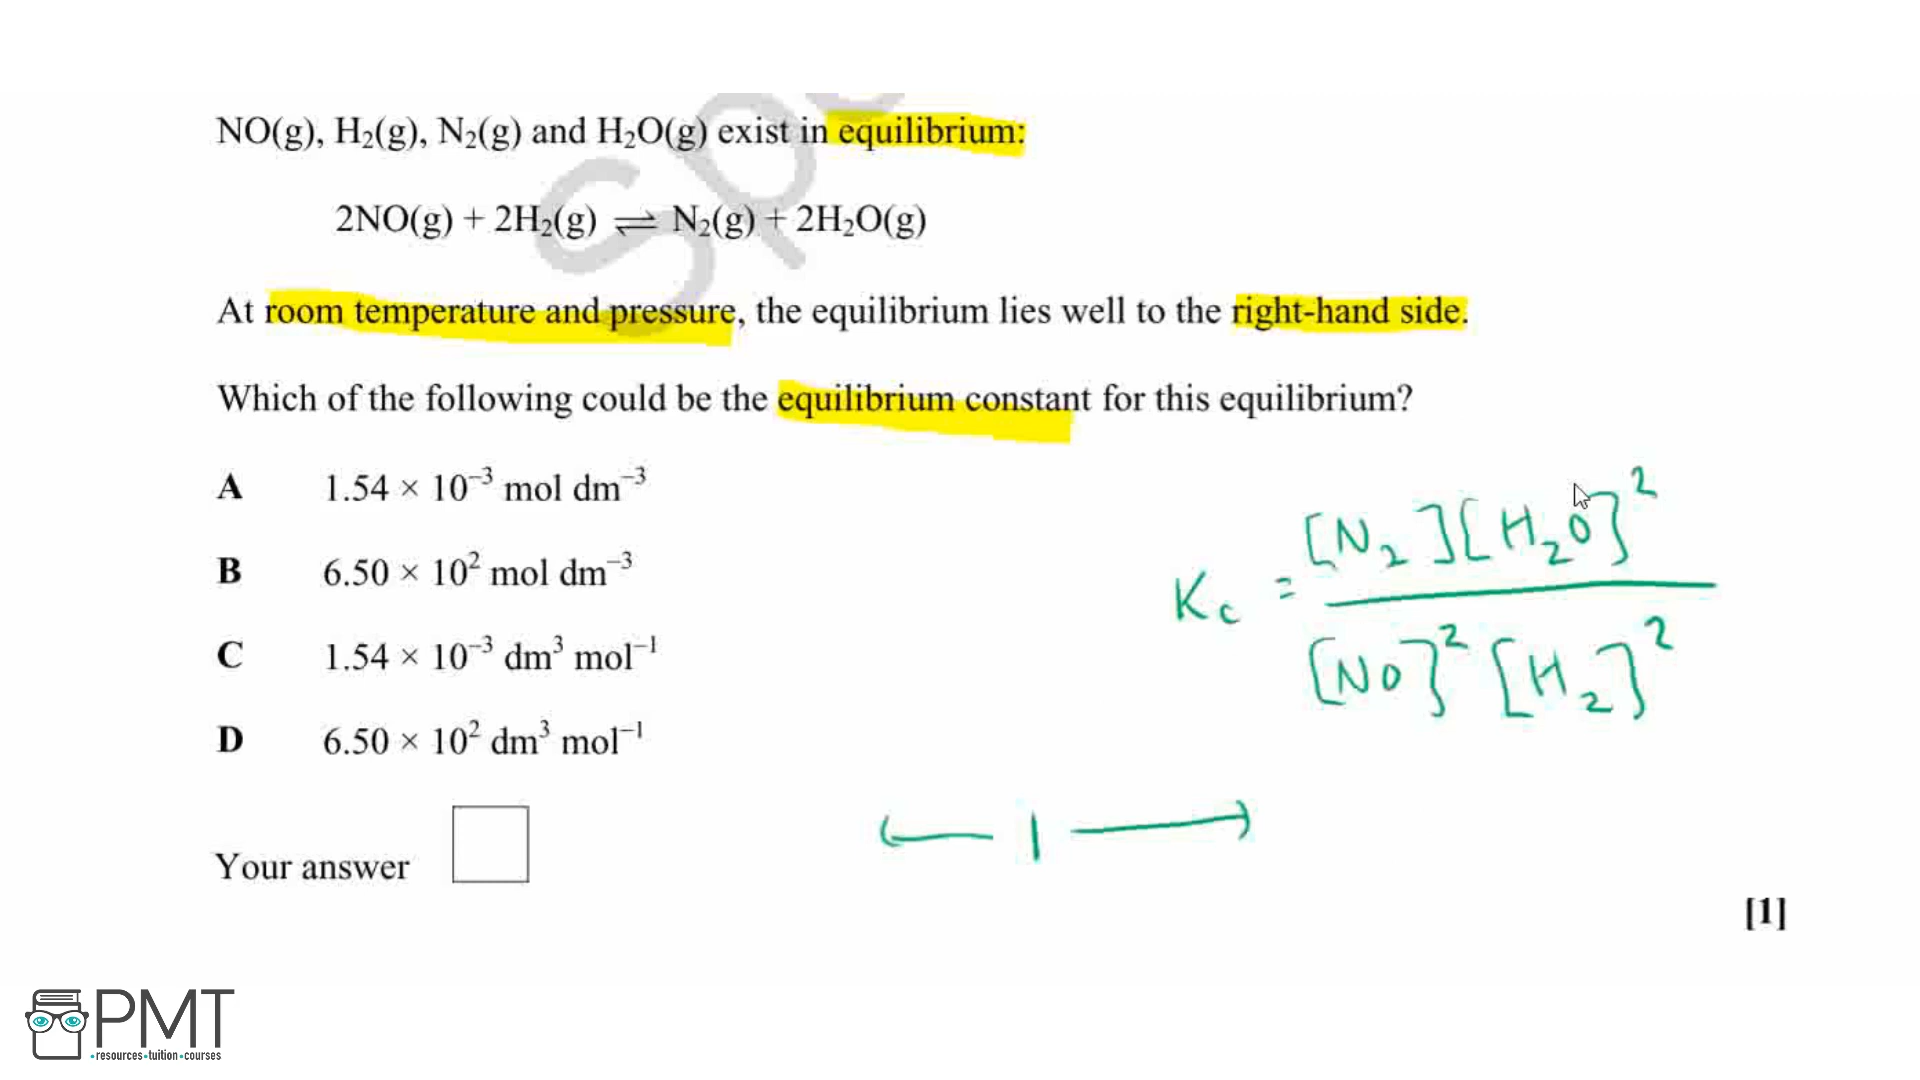 NO(g), H₂(g), N₂(g) and H₂O(g) exist in equilibrium:
2NO(g) + 2H₂(g) ⇌ N₂(g) + 2H₂O(g)
At room temperature and pressure, the equilibrium lies well to the right-hand side.
Which of the following could be the equilibrium constant for this equilibrium?
A 1.54 × 10⁻³ mol dm⁻³
B 6.50 × 10² mol dm⁻³
C 1.54 × 10⁻³ dm³ mol⁻¹
D 6.50 × 10² dm³ mol⁻¹
Kc = [N₂][H₂O]² / [NO]² [H₂]²
← 1 →
Your answer
[1]
PMT
•resources•tuition•courses